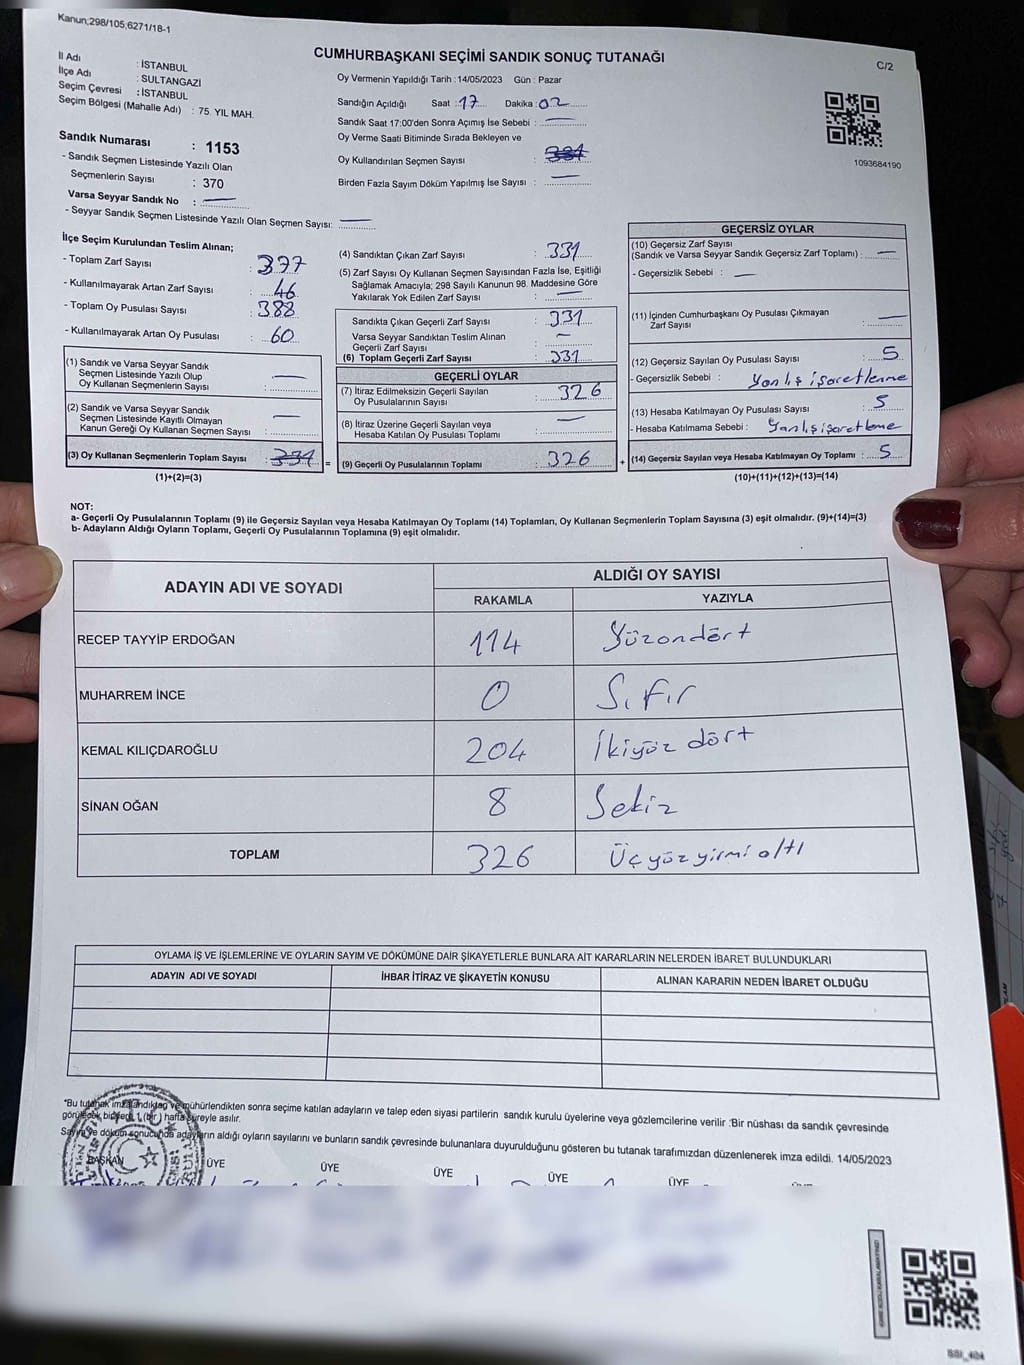 Kanun;298/105;6271/18-1
CUMHURBAŞKANI SEÇİMİ SANDIK SONUÇ TUTANAĞI
C/2
İl Adı : İSTANBUL
İlçe Adı : SULTANGAZİ
Seçim Çevresi : İSTANBUL
Seçim Bölgesi (Mahalle Adı) : 75. YIL MAH.
Sandık Numarası : 1153
- Sandık Seçmen Listesinde Yazılı Olan
Seçmenlerin Sayısı : 370
Varsa Seyyar Sandık No :
- Seyyar Sandık Seçmen Listesinde Yazılı Olan Seçmen Sayısı:
Oy Vermenin Yapıldığı Tarih :14/05/2023 Gün : Pazar
Sandığın Açıldığı Saat :17 Dakika :02
Sandık Saat 17:00'den Sonra Açımış İse Sebebi :
Oy Verme Saati Bitiminde Sırada Bekleyen ve
Oy Kullandırılan Seçmen Sayısı :
Birden Fazla Sayım Döküm Yapılmış İse Sayısı :
1093684190
İlçe Seçim Kurulundan Teslim Alınan;
- Toplam Zarf Sayısı : 377
- Kullanılmayarak Artan Zarf Sayısı : 46
- Toplam Oy Pusulası Sayısı : 388
- Kullanılmayarak Artan Oy Pusulası : 60
(1) Sandık ve Varsa Seyyar Sandık
Seçmen Listesinde Yazılı Olup
Oy Kullanan Seçmenlerin Sayısı :
(2) Sandık ve Varsa Seyyar Sandık
Seçmen Listesinde Kayıtlı Olmayan
Kanun Gereği Oy Kullanan Seçmen Sayısı :
(3) Oy Kullanan Seçmenlerin Toplam Sayısı : 331 =
(1)+(2)=(3)
(4) Sandıktan Çıkan Zarf Sayısı : 331
(5) Zarf Sayısı Oy Kullanan Seçmen Sayısından Fazla İse, Eşitliği
Sağlamak Amacıyla; 298 Sayılı Kanunun 98. Maddesine Göre
Yakılarak Yok Edilen Zarf Sayısı :
Sandıkta Çıkan Geçerli Zarf Sayısı : 331
Varsa Seyyar Sandıktan Teslim Alınan
Geçerli Zarf Sayısı :
(6) Toplam Geçerli Zarf Sayısı : 331
GEÇERLİ OYLAR
(7) İtiraz Edilmeksizin Geçerli Sayılan
Oy Pusulalarının Sayısı : 326
(8) İtiraz Üzerine Geçerli Sayılan veya
Hesaba Katılan Oy Pusulası Toplamı :
(9) Geçerli Oy Pusulalarının Toplamı : 326 +
GEÇERSİZ OYLAR
(10) Geçersiz Zarf Sayısı
(Sandık ve Varsa Seyyar Sandık Geçersiz Zarf Toplamı) :
- Geçersizlik Sebebi :
(11) İçinden Cumhurbaşkanı Oy Pusulası Çıkmayan
Zarf Sayısı :
(12) Geçersiz Sayılan Oy Pusulası Sayısı : 5
- Geçersizlik Sebebi : Yanlış işaretlenme
(13) Hesaba Katılmayan Oy Pusulası Sayısı : 5
- Hesaba Katılmama Sebebi : Yanlış işaretleme
(14) Geçersiz Sayılan veya Hesaba Katılmayan Oy Toplamı : 5
(10)+(11)+(12)+(13)=(14)
NOT:
a- Geçerli Oy Pusulalarının Toplamı (9) ile Geçersiz Sayılan veya Hesaba Katılmayan Oy Toplamı (14) Toplamları, Oy Kullanan Seçmenlerin Toplam Sayısına (3) eşit olmalıdır. (9)+(14)=(3)
b- Adayların Aldığı Oyların Toplamı, Geçerli Oy Pusulalarının Toplamına (9) eşit olmalıdır.
ADAYIN ADI VE SOYADI
ALDIĞI OY SAYISI
RAKAMLA YAZIYLA
RECEP TAYYİP ERDOĞAN 114 Yüzondört
MUHARREM İNCE 0 Sıfır
KEMAL KILIÇDAROĞLU 204 İkiyüz dört
SİNAN OĞAN 8 Sekiz
TOPLAM 326 Üçyüzyirmi altı
OYLAMA İŞ VE İŞLEMLERİNE VE OYLARIN SAYIM VE DÖKÜMÜNE DAİR ŞİKAYETLERLE BUNLARA AİT KARARLARIN NELERDEN İBARET BULUNDUKLARI
ADAYIN ADI VE SOYADI İHBAR İTİRAZ VE ŞİKAYETİN KONUSU ALINAN KARARIN NEDEN İBARET OLDUĞU
*Bu tutanak imzalandıktan ve mühürlendikten sonra seçime katılan adayların ve talep eden siyasi partilerin sandık kurulu üyelerine veya gözlemcilerine verilir :Bir nüshası da sandık çevresinde
görülecek bir yere 1 (bir) hafta süreyle asılır.
Sayım ve döküm sonucunda adayların aldığı oyların sayılarını ve bunların sandık çevresinde bulunanlara duyurulduğunu gösteren bu tutanak tarafımızdan düzenlenerek imza edildi. 14/05/2023
BAŞKAN ÜYE ÜYE ÜYE ÜYE ÜYE